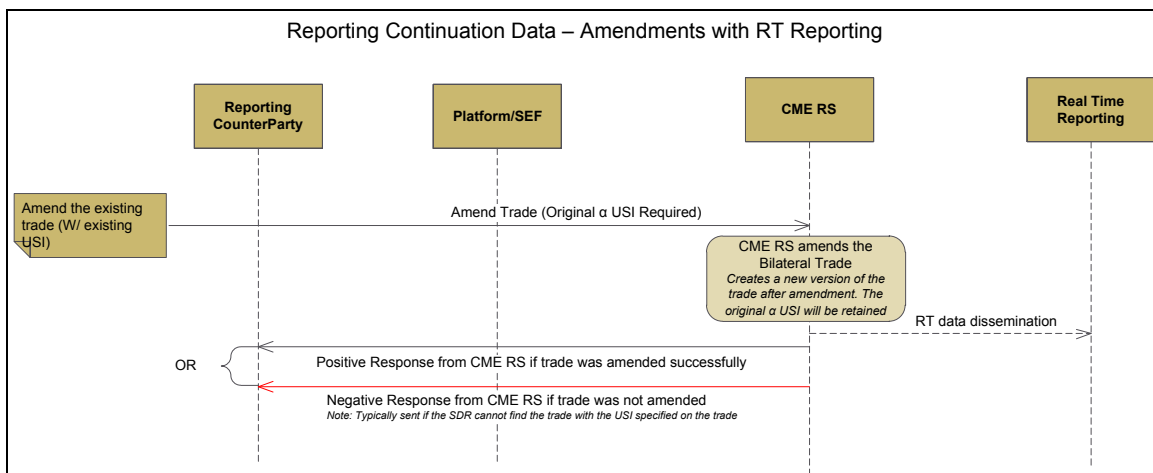 Reporting Continuation Data – Amendments with RT Reporting
Reporting
CounterParty
Platform/SEF
CME RS
Real Time
Reporting
Amend the existing
trade (W/ existing
USI)
Amend Trade (Original α USI Required)
CME RS amends the
Bilateral Trade
Creates a new version of the
trade after amendment. The
original α USI will be retained
RT data dissemination
OR
Positive Response from CME RS if trade was amended successfully
Negative Response from CME RS if trade was not amended
Note: Typically sent if the SDR cannot find the trade with the USI specified on the trade